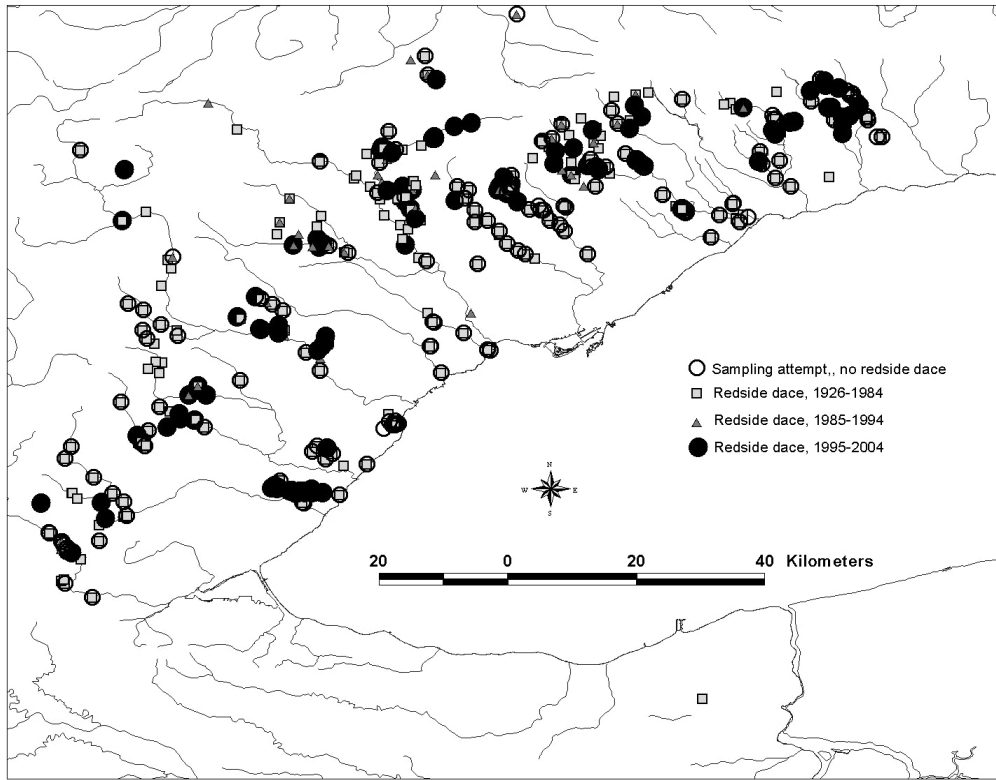 Sampling attempt,, no redside dace
Redside dace, 1926-1984
Redside dace, 1985-1994
Redside dace, 1995-2004
N
W E
S
20 0 20 40 Kilometers